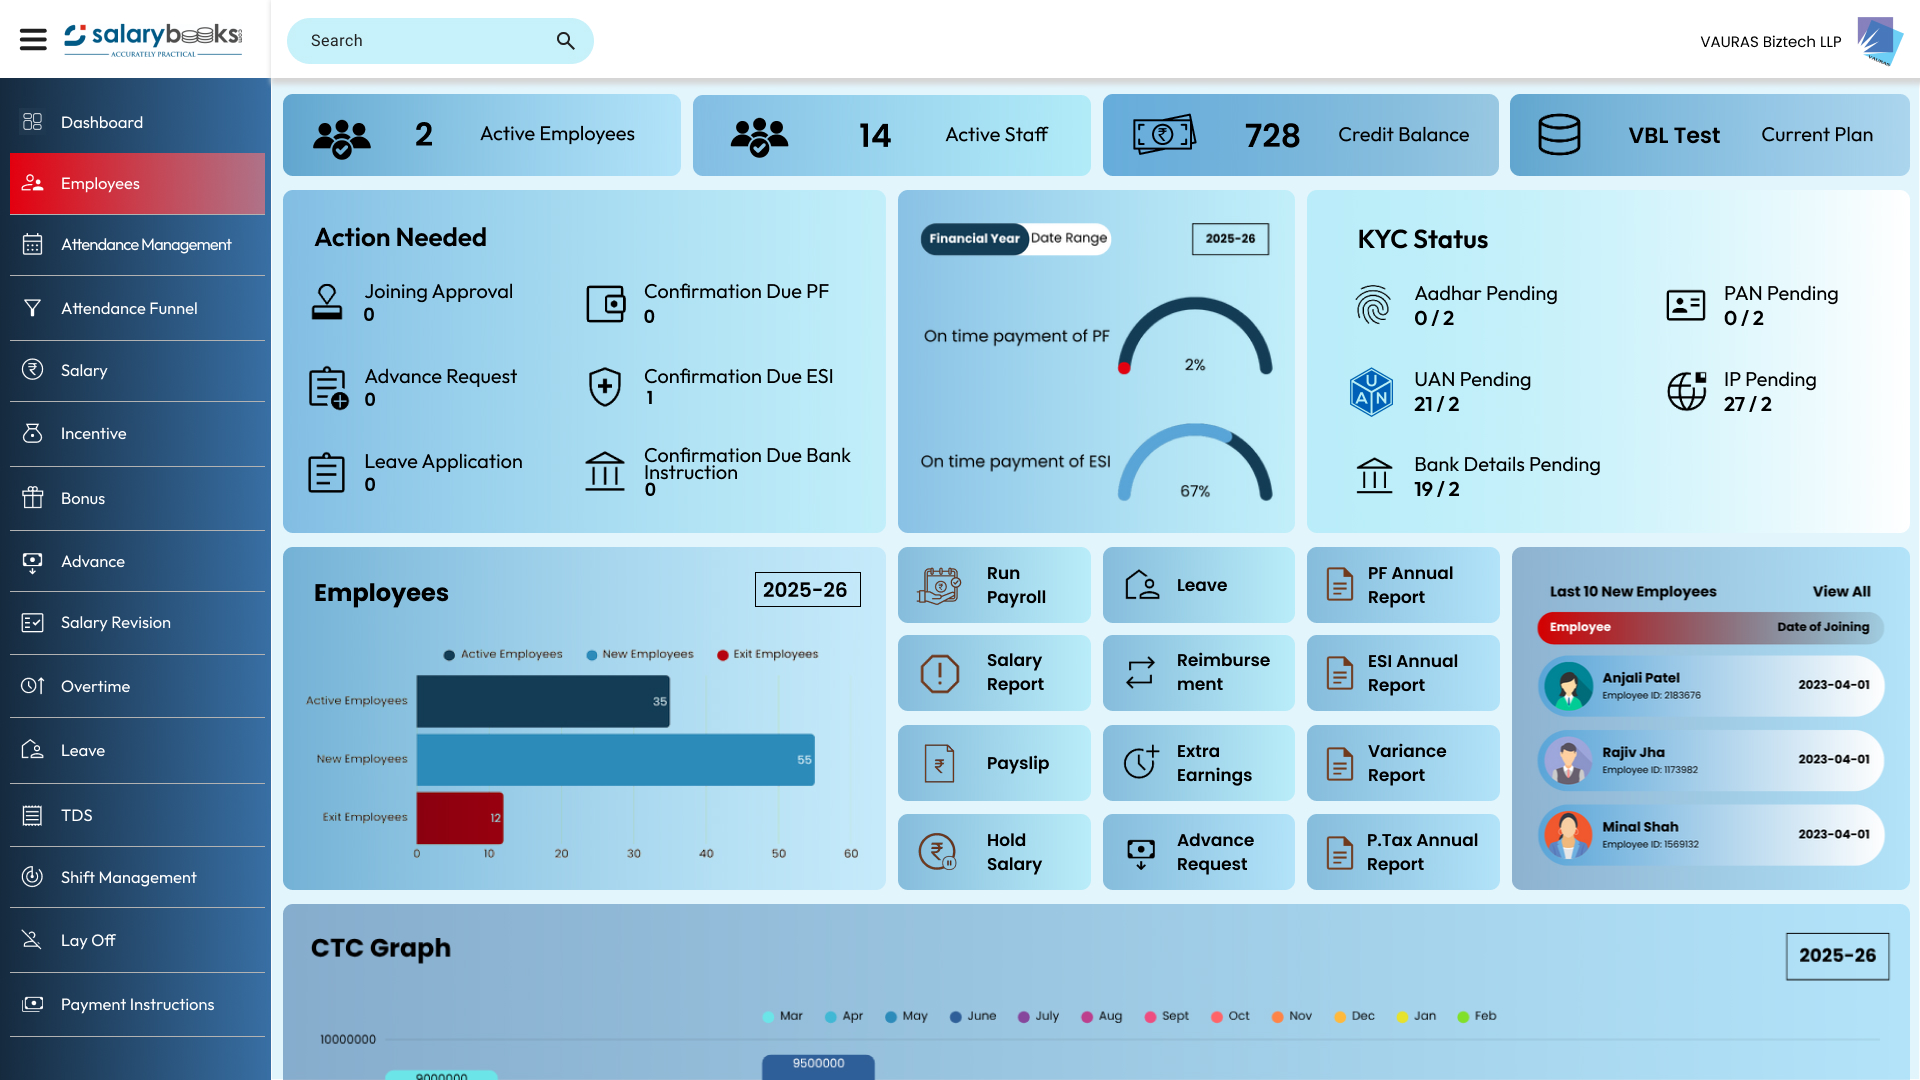 salarybooks
ACCURATELY PRACTICAL
Search
VAURAS Biztech LLP
VAURAS
Dashboard
Employees
Attendance Management
Attendance Funnel
Salary
Incentive
Bonus
Advance
Salary Revision
Overtime
Leave
TDS
Shift Management
Lay Off
Payment Instructions
2 Active Employees
14 Active Staff
728 Credit Balance
VBL Test Current Plan
Action Needed
Joining Approval
0
Confirmation Due PF
0
Advance Request
0
Confirmation Due ESI
1
Leave Application
0
Confirmation Due Bank
Instruction
0
Financial Year Date Range
2025-26
On time payment of PF
2%
On time payment of ESI
67%
KYC Status
Aadhar Pending
0 / 2
PAN Pending
0 / 2
UAN
UAN Pending
21 / 2
IP Pending
27 / 2
Bank Details Pending
19 / 2
Employees
2025-26
Active Employees New Employees Exit Employees
Active Employees 35
New Employees 55
Exit Employees 12
0 10 20 30 40 50 60
Run
Payroll
Leave
PF Annual
Report
Salary
Report
Reimburse
ment
ESI Annual
Report
Payslip
Extra
Earnings
Variance
Report
Hold
Salary
Advance
Request
P.Tax Annual
Report
Last 10 New Employees View All
Employee Date of Joining
Anjali Patel
Employee ID: 2183676
2023-04-01
Rajiv Jha
Employee ID: 1173982
2023-04-01
Minal Shah
Employee ID: 1569132
2023-04-01
CTC Graph
2025-26
Mar Apr May June July Aug Sept Oct Nov Dec Jan Feb
10000000
9500000
9000000